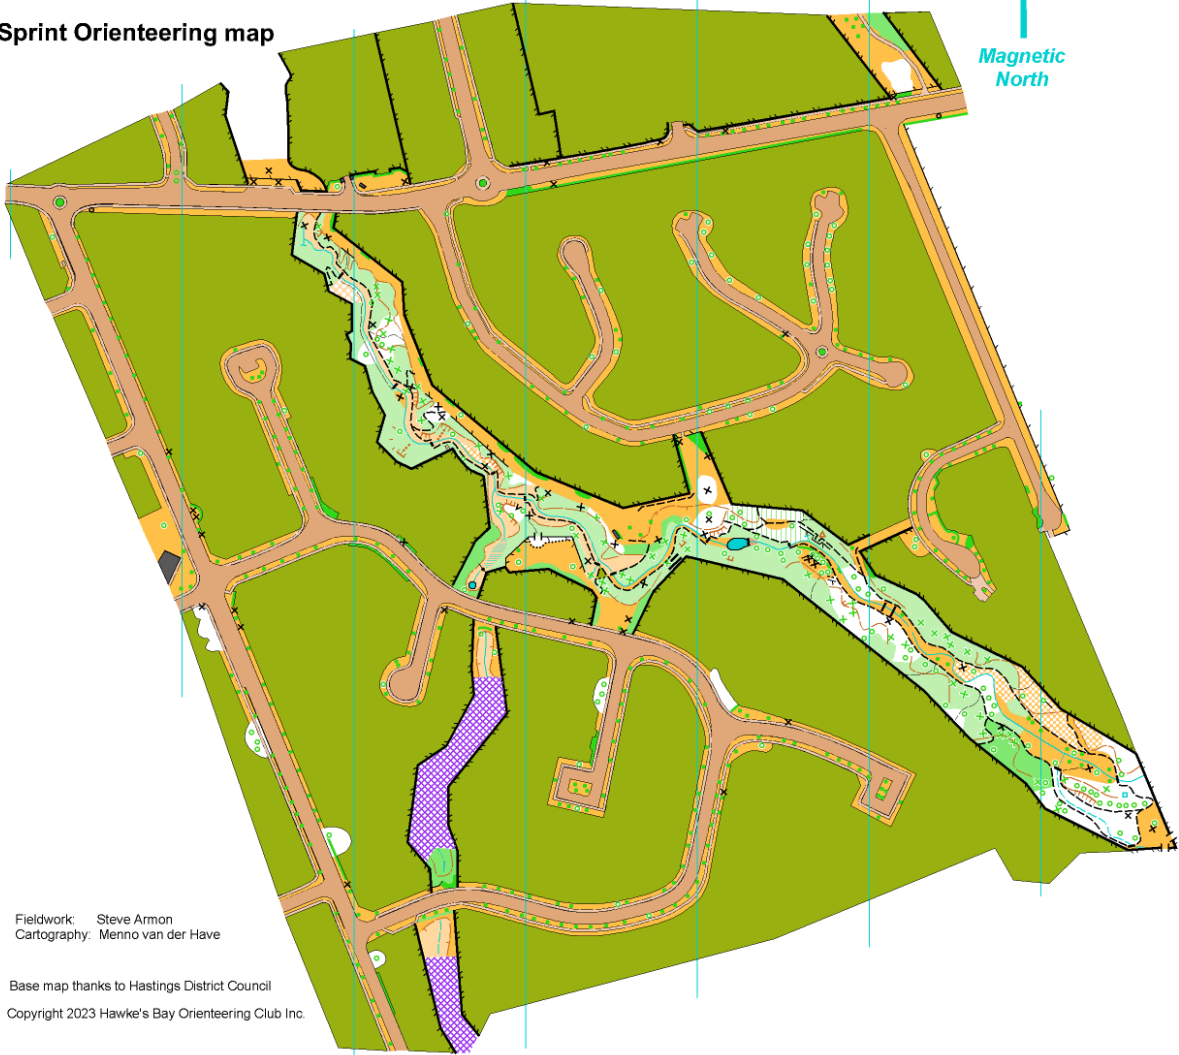 Sprint Orienteering map
Magnetic
North
Fieldwork: Steve Armon
Cartography: Menno van der Have
Base map thanks to Hastings District Council
Copyright 2023 Hawke's Bay Orienteering Club Inc.